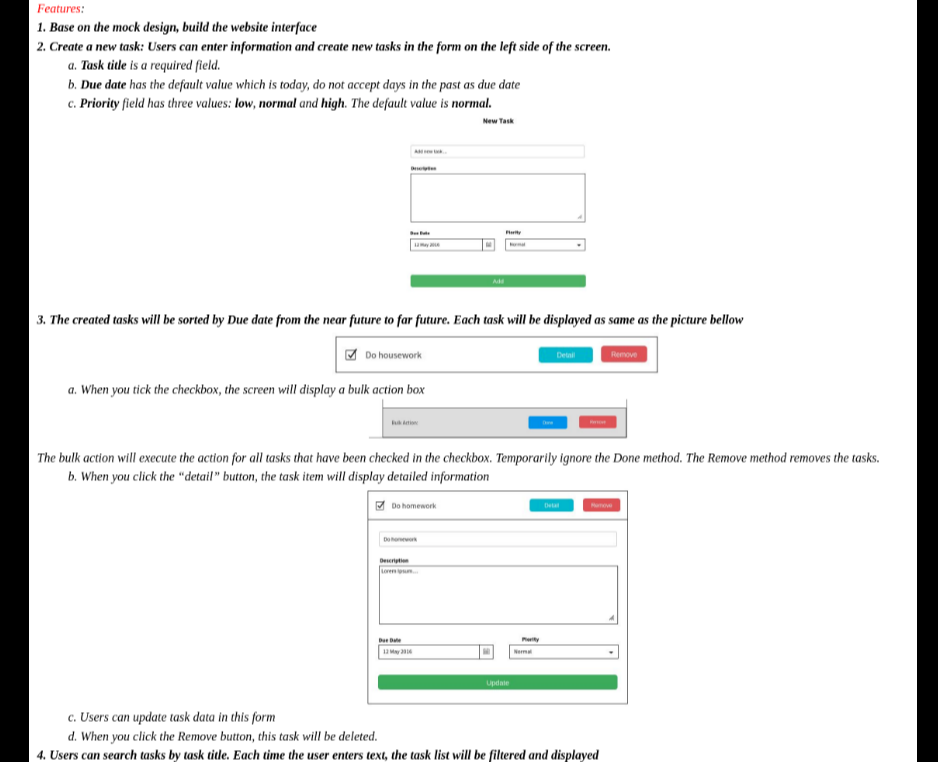 Features:
1. Base on the mock design, build the website interface
2. Create a new task: Users can enter information and create new tasks in the form on the left side of the screen.
a. Task title is a required field.
b. Due date has the default value which is today, do not accept days in the past as due date
c. Priority field has three values: low, normal and high. The default value is normal.
New Task
Add new task...
Description
Due Date Piority
12 May 2016 Normal
Add
3. The created tasks will be sorted by Due date from the near future to far future. Each task will be displayed as same as the picture bellow
Do housework Detail Remove
a. When you tick the checkbox, the screen will display a bulk action box
Bulk Action: Done Remove
The bulk action will execute the action for all tasks that have been checked in the checkbox. Temporarily ignore the Done method. The Remove method removes the tasks.
b. When you click the “detail” button, the task item will display detailed information
Do homework Detail Remove
Do homework
Description
Lorem ipsum...
Due Date Piority
12 May 2016 Normal
Update
c. Users can update task data in this form
d. When you click the Remove button, this task will be deleted.
4. Users can search tasks by task title. Each time the user enters text, the task list will be filtered and displayed